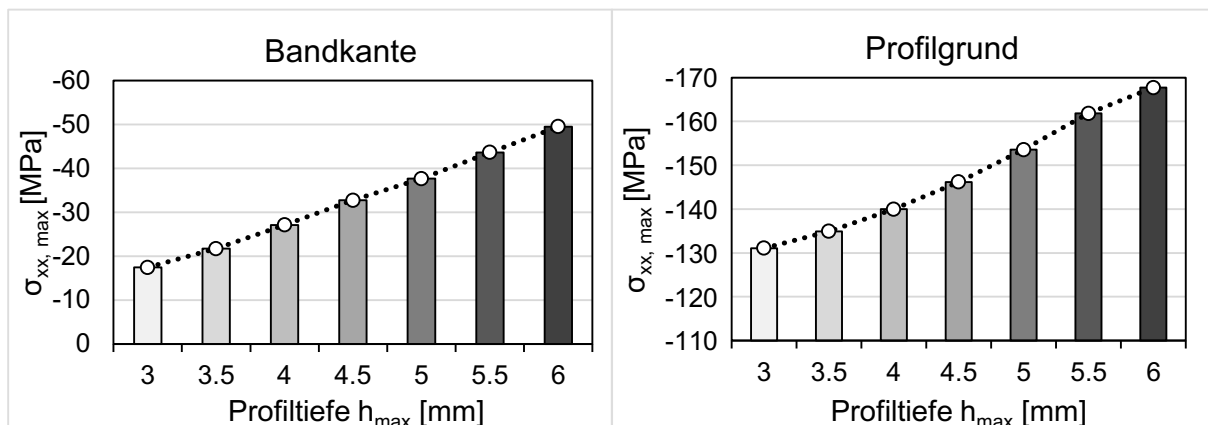 Bandkante
σxx, max [MPa]
-60
-50
-40
-30
-20
-10
0
3 3.5 4 4.5 5 5.5 6
Profiltiefe hmax [mm]
Profilgrund
σxx, max [MPa]
-170
-160
-150
-140
-130
-120
-110
3 3.5 4 4.5 5 5.5 6
Profiltiefe hmax [mm]